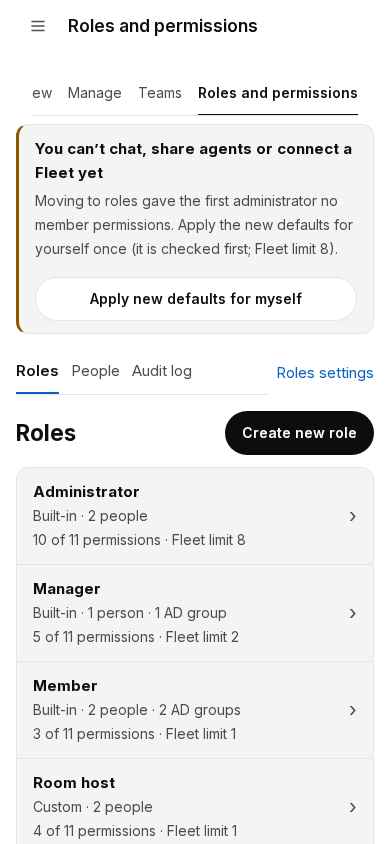 Roles and permissions
ew Manage Teams Roles and permissions
You can’t chat, share agents or connect a
Fleet yet
Moving to roles gave the first administrator no
member permissions. Apply the new defaults for
yourself once (it is checked first; Fleet limit 8).
Apply new defaults for myself
Roles People Audit log Roles settings
Roles
Create new role
Administrator
Built-in · 2 people
10 of 11 permissions · Fleet limit 8
Manager
Built-in · 1 person · 1 AD group
5 of 11 permissions · Fleet limit 2
Member
Built-in · 2 people · 2 AD groups
3 of 11 permissions · Fleet limit 1
Room host
Custom · 2 people
4 of 11 permissions · Fleet limit 1